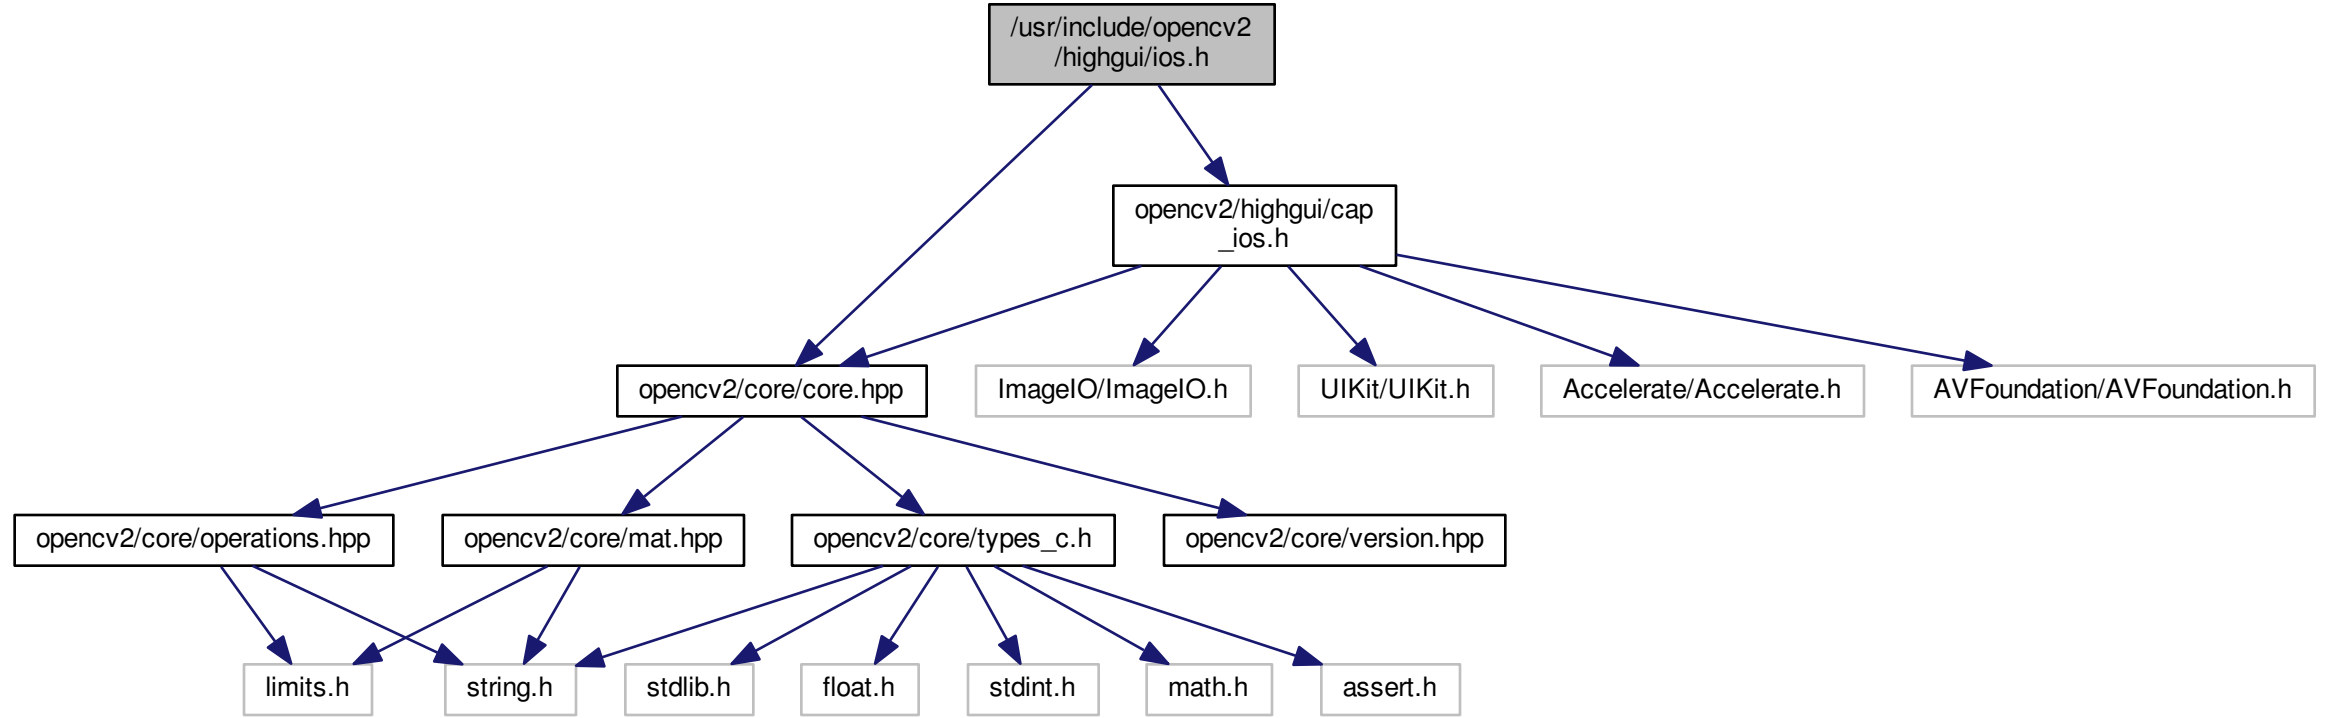 /usr/include/opencv2
/highgui/ios.h
opencv2/highgui/cap
_ios.h
opencv2/core/core.hpp
ImageIO/ImageIO.h
UIKit/UIKit.h
Accelerate/Accelerate.h
AVFoundation/AVFoundation.h
opencv2/core/operations.hpp
opencv2/core/mat.hpp
opencv2/core/types_c.h
opencv2/core/version.hpp
limits.h
string.h
stdlib.h
float.h
stdint.h
math.h
assert.h